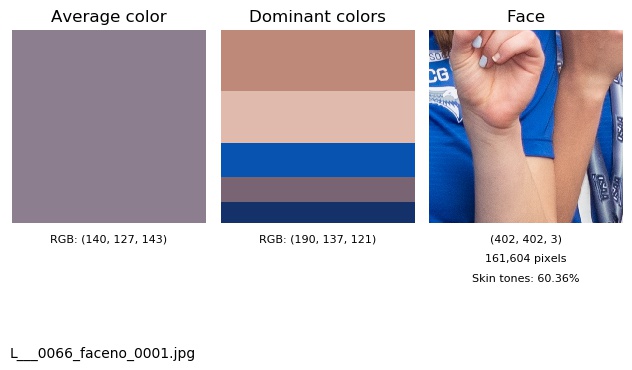 Average color
Dominant colors
Face
CG
RGB: (140, 127, 143)
RGB: (190, 137, 121)
(402, 402, 3)
161,604 pixels
Skin tones: 60.36%
L___0066_faceno_0001.jpg